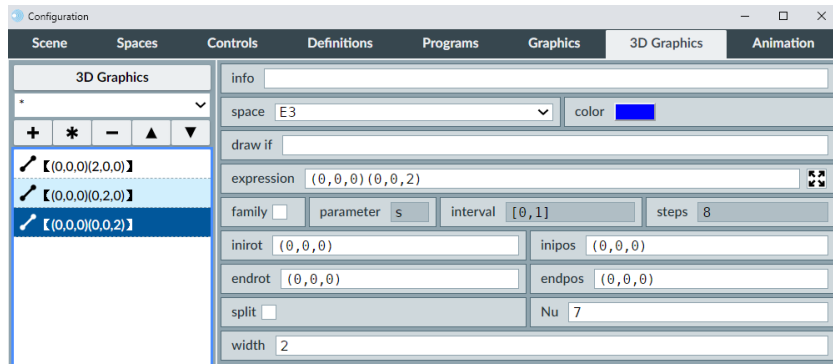 Configuration
Scene Spaces Controls Definitions Programs Graphics 3D Graphics Animation
3D Graphics
*
+ * − ▲ ▼
【(0,0,0)(2,0,0)】
【(0,0,0)(0,2,0)】
【(0,0,0)(0,0,2)】
info
space E3 color
draw if
expression (0,0,0)(0,0,2)
family parameter s interval [0,1] steps 8
inirot (0,0,0) inipos (0,0,0)
endrot (0,0,0) endpos (0,0,0)
split Nu 7
width 2